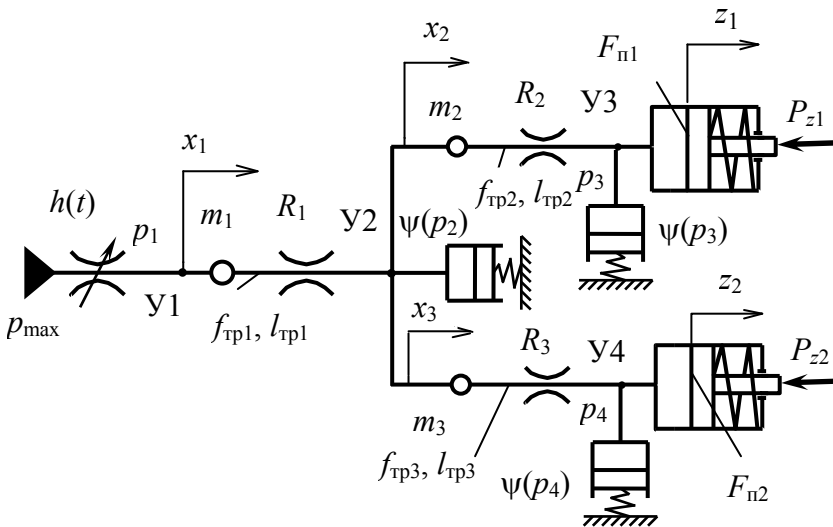 z₁
x₂
Fп1
R₂
У3
m₂
Pz1
x₁
h(t)
p₃
fтр2, lтр2
m₁
R₁
p₁
У2
ψ(p₂)
ψ(p₃)
z₂
x₃
У1
R₃
У4
pmax
fтр1, lтр1
Pz2
m₃
p₄
fтр3, lтр3
ψ(p₄)
Fп2